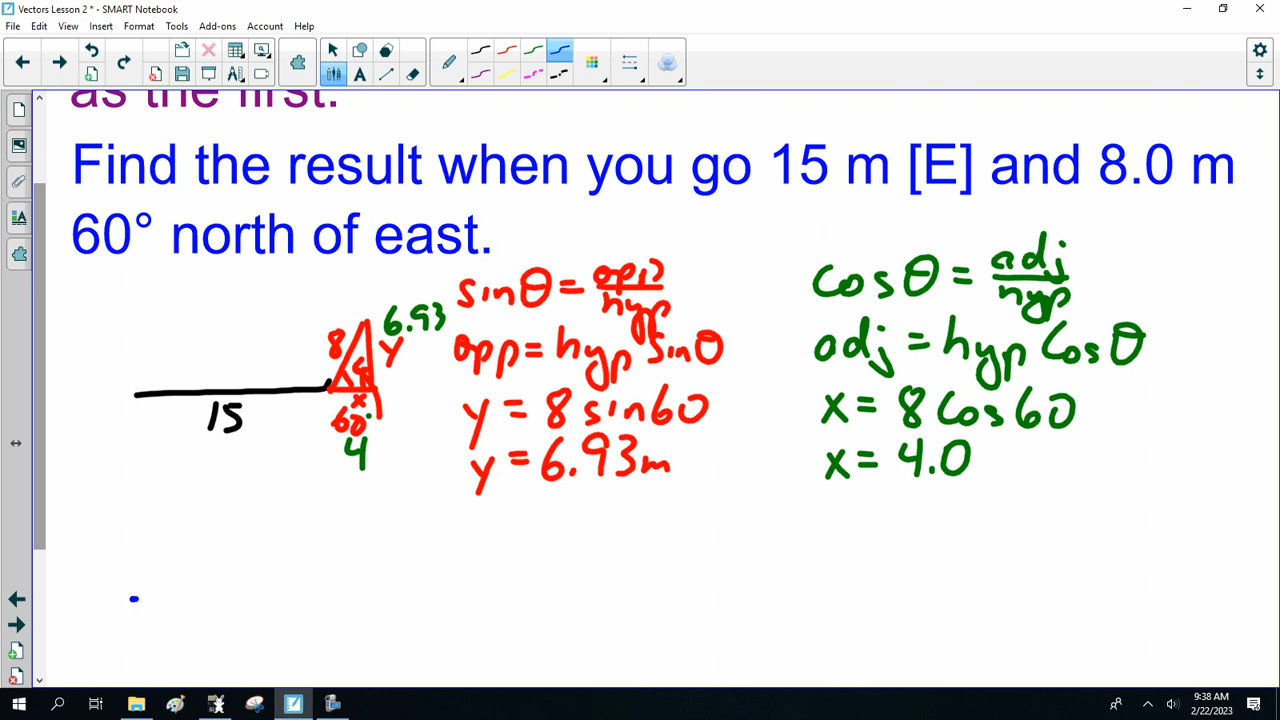 Vectors Lesson 2 * - SMART Notebook
File Edit View Insert Format Tools Add-ons Account Help
as the first.
Find the result when you go 15 m [E] and 8.0 m
60° north of east.
sinθ = opp/hyp
opp = hyp sinθ
y = 8 sin60
y = 6.93m
cosθ = adj/hyp
adj = hyp cosθ
x = 8 cos60
x = 4.0
6.93
8
y
x
15
60
4
9:38 AM
2/22/2023